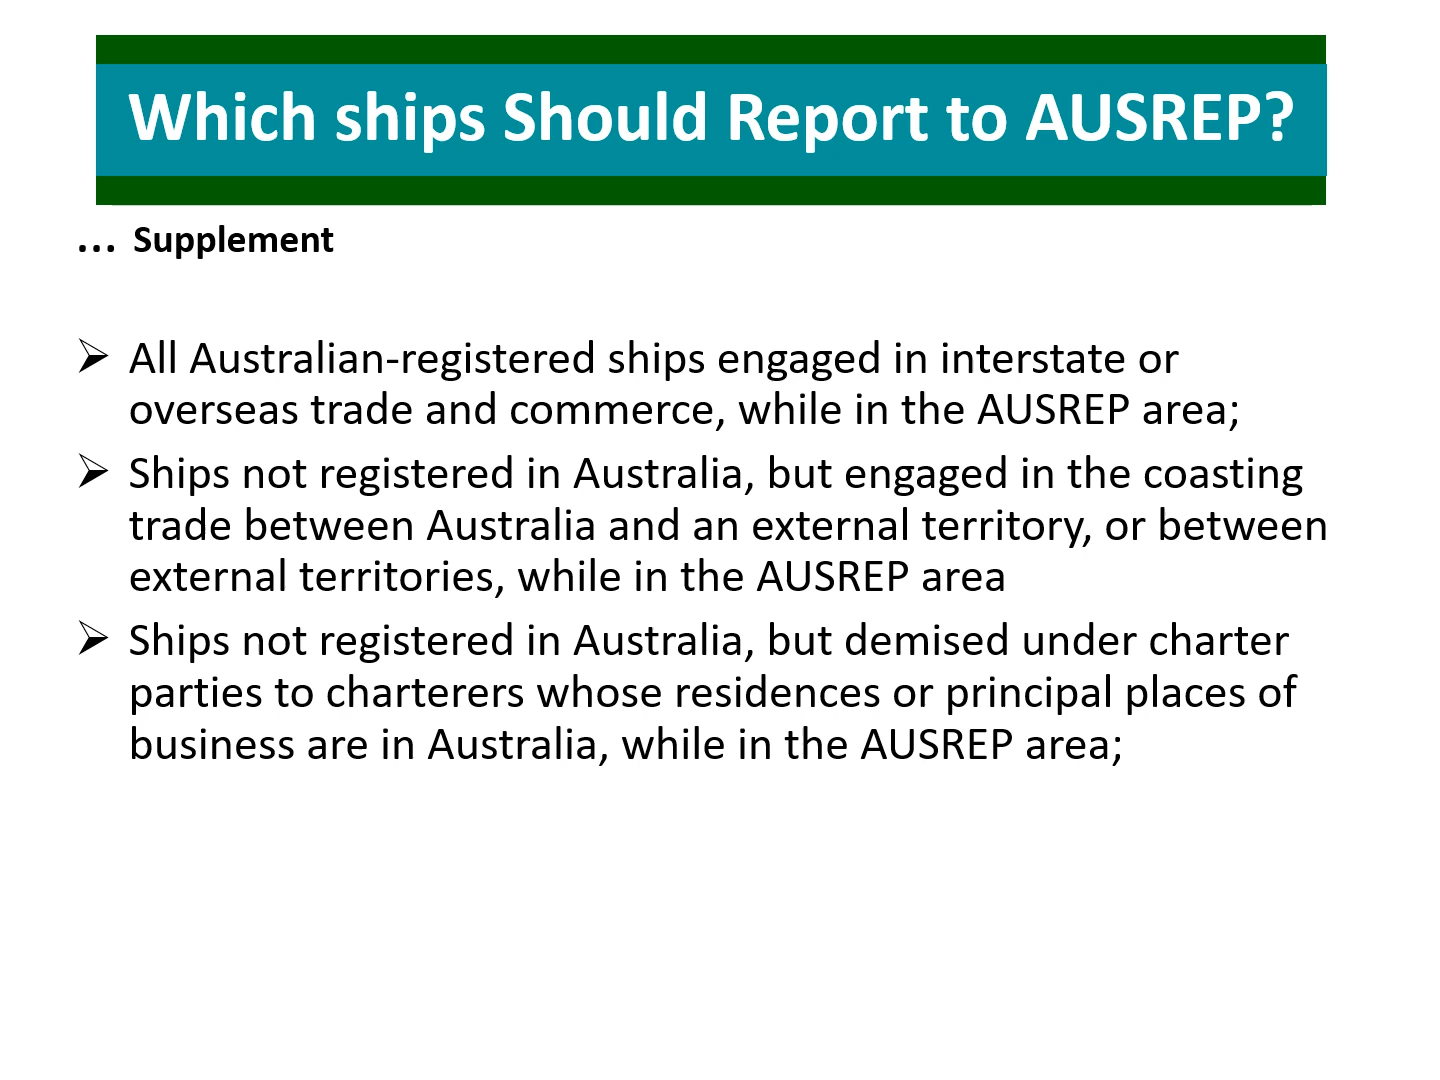 Which ships Should Report to AUSREP?
... Supplement
➢ All Australian-registered ships engaged in interstate or
overseas trade and commerce, while in the AUSREP area;
➢ Ships not registered in Australia, but engaged in the coasting
trade between Australia and an external territory, or between
external territories, while in the AUSREP area
➢ Ships not registered in Australia, but demised under charter
parties to charterers whose residences or principal places of
business are in Australia, while in the AUSREP area;